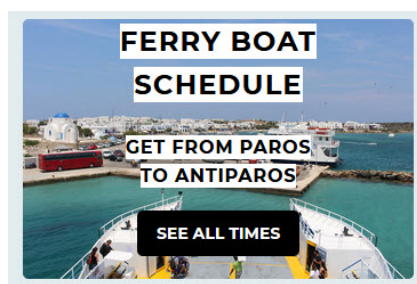 FERRY BOAT
SCHEDULE
GET FROM PAROS
TO ANTIPAROS
SEE ALL TIMES